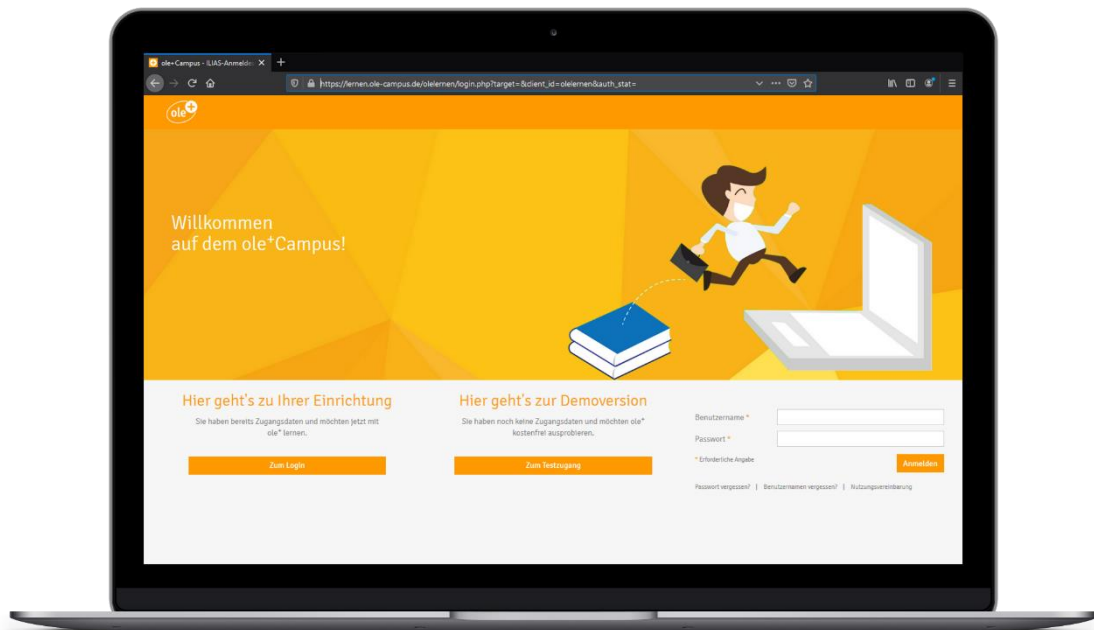 ole+Campus - ILIAS-Anmelde
https://lernen.ole-campus.de/olelernen/login.php?target=&client_id=olelernen&auth_stat=
ole+
Willkommen
auf dem ole+Campus!
Hier geht's zu Ihrer Einrichtung
Sie haben bereits Zugangsdaten und möchten jetzt mit
ole+ lernen.
Zum Login
Hier geht's zur Demoversion
Sie haben noch keine Zugangsdaten und möchten ole+
kostenfrei ausprobieren.
Zum Testzugang
Benutzername *
Passwort *
* Erforderliche Angabe
Anmelden
Passwort vergessen? | Benutzernamen vergessen? | Nutzungsvereinbarung